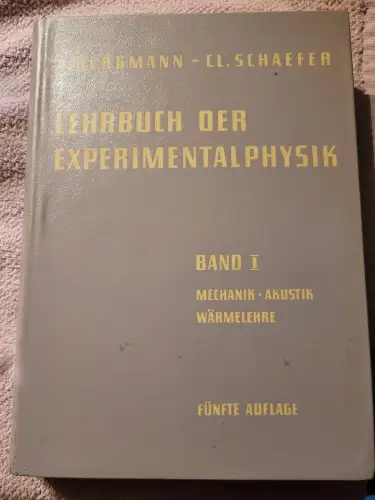 L. BERGMANN - CL. SCHAEFER
LEHRBUCH DER
EXPERIMENTALPHYSIK
BAND I
MECHANIK · AKUSTIK
WÄRMELEHRE
FÜNFTE AUFLAGE